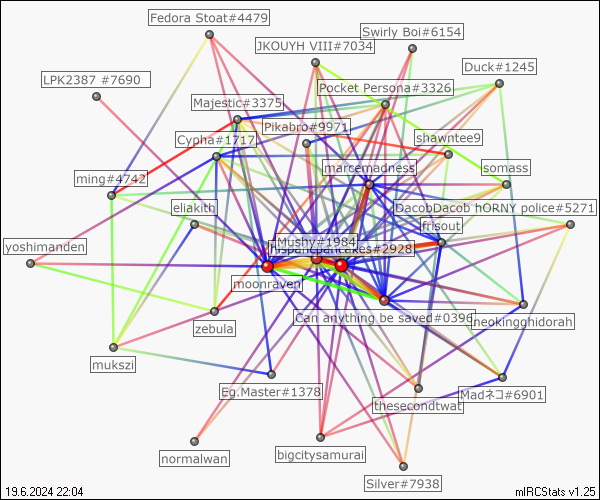 Fedora Stoat#4479
Swirly Boi#6154
JKOUYH VIII#7034
Duck#1245
LPK2387 #7690
Pocket Persona#3326
Majestic#3375
Pikabro#9971
shawntee9
Cypha#1717
marcemadness
somass
ming#4742
eliakith
DacobDacob hORNY police#5271
frisout
yoshimanden
Mushy#1984
#2928
moonraven
Can anything be saved#0396
neokingghidorah
zebula
mukszi
Eg.Master#1378
Madネコ#6901
thesecondtwat
normalwan
bigcitysamurai
Silver#7938
19.6.2024 22:04
mIRCStats v1.25